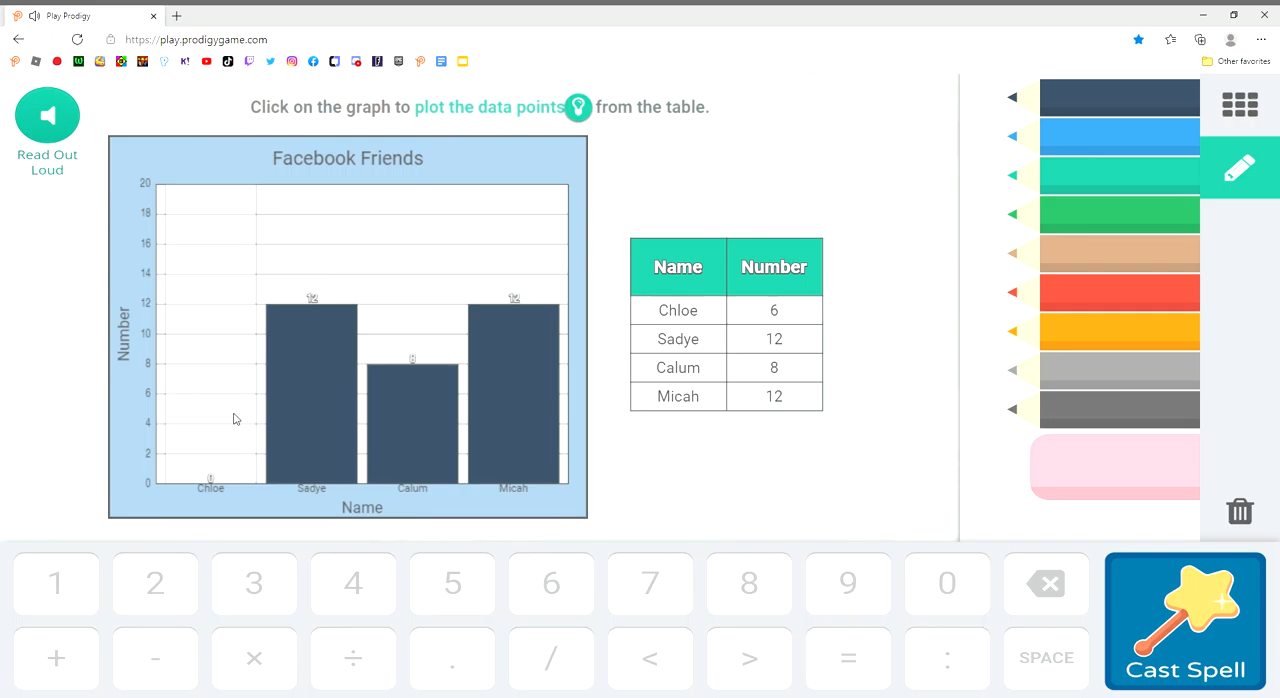 Play Prodigy
https://play.prodigygame.com
K!
Other favorites
Read Out
Loud
Click on the graph to plot the data points from the table.
Facebook Friends
20
18
16
14
12
10
8
6
4
2
0
Number
0
12
8
12
Chloe Sadye Calum Micah
Name
Name Number
Chloe 6
Sadye 12
Calum 8
Micah 12
1 2 3 4 5 6 7 8 9 0
+ - × ÷ . / < > = : SPACE
Cast Spell